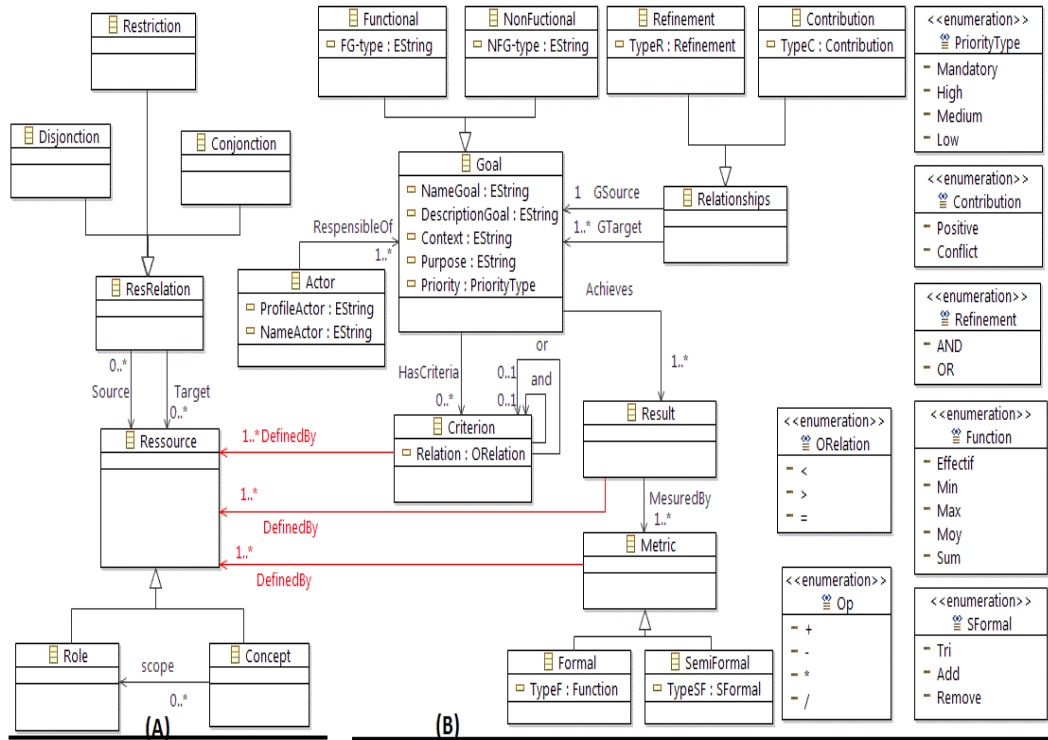 Restriction
Disjonction
Conjonction
ResRelation
0..*
Source
Target
0..*
Ressource
Role
scope
0..*
Concept
(A)
Functional
FG-type : EString
NonFuctional
NFG-type : EString
Refinement
TypeR : Refinement
Contribution
TypeC : Contribution
Goal
NameGoal : EString
DescriptionGoal : EString
Context : EString
Purpose : EString
Priority : PriorityType
1 GSource
1..* GTarget
Relationships
RespensibleOf
1..*
Actor
ProfileActor : EString
NameActor : EString
Achieves
1..*
HasCriteria
0..*
or
0..1
and
0..1
Criterion
Relation : ORelation
Result
1..* DefinedBy
1..*
DefinedBy
1..*
DefinedBy
MesuredBy
1..*
Metric
Formal
TypeF : Function
SemiFormal
TypeSF : SFormal
(B)
<<enumeration>>
PriorityType
Mandatory
High
Medium
Low
<<enumeration>>
Contribution
Positive
Conflict
<<enumeration>>
Refinement
AND
OR
<<enumeration>>
ORelation
<
>
=
<<enumeration>>
Function
Effectif
Min
Max
Moy
Sum
<<enumeration>>
Op
+
-
*
/
<<enumeration>>
SFormal
Tri
Add
Remove